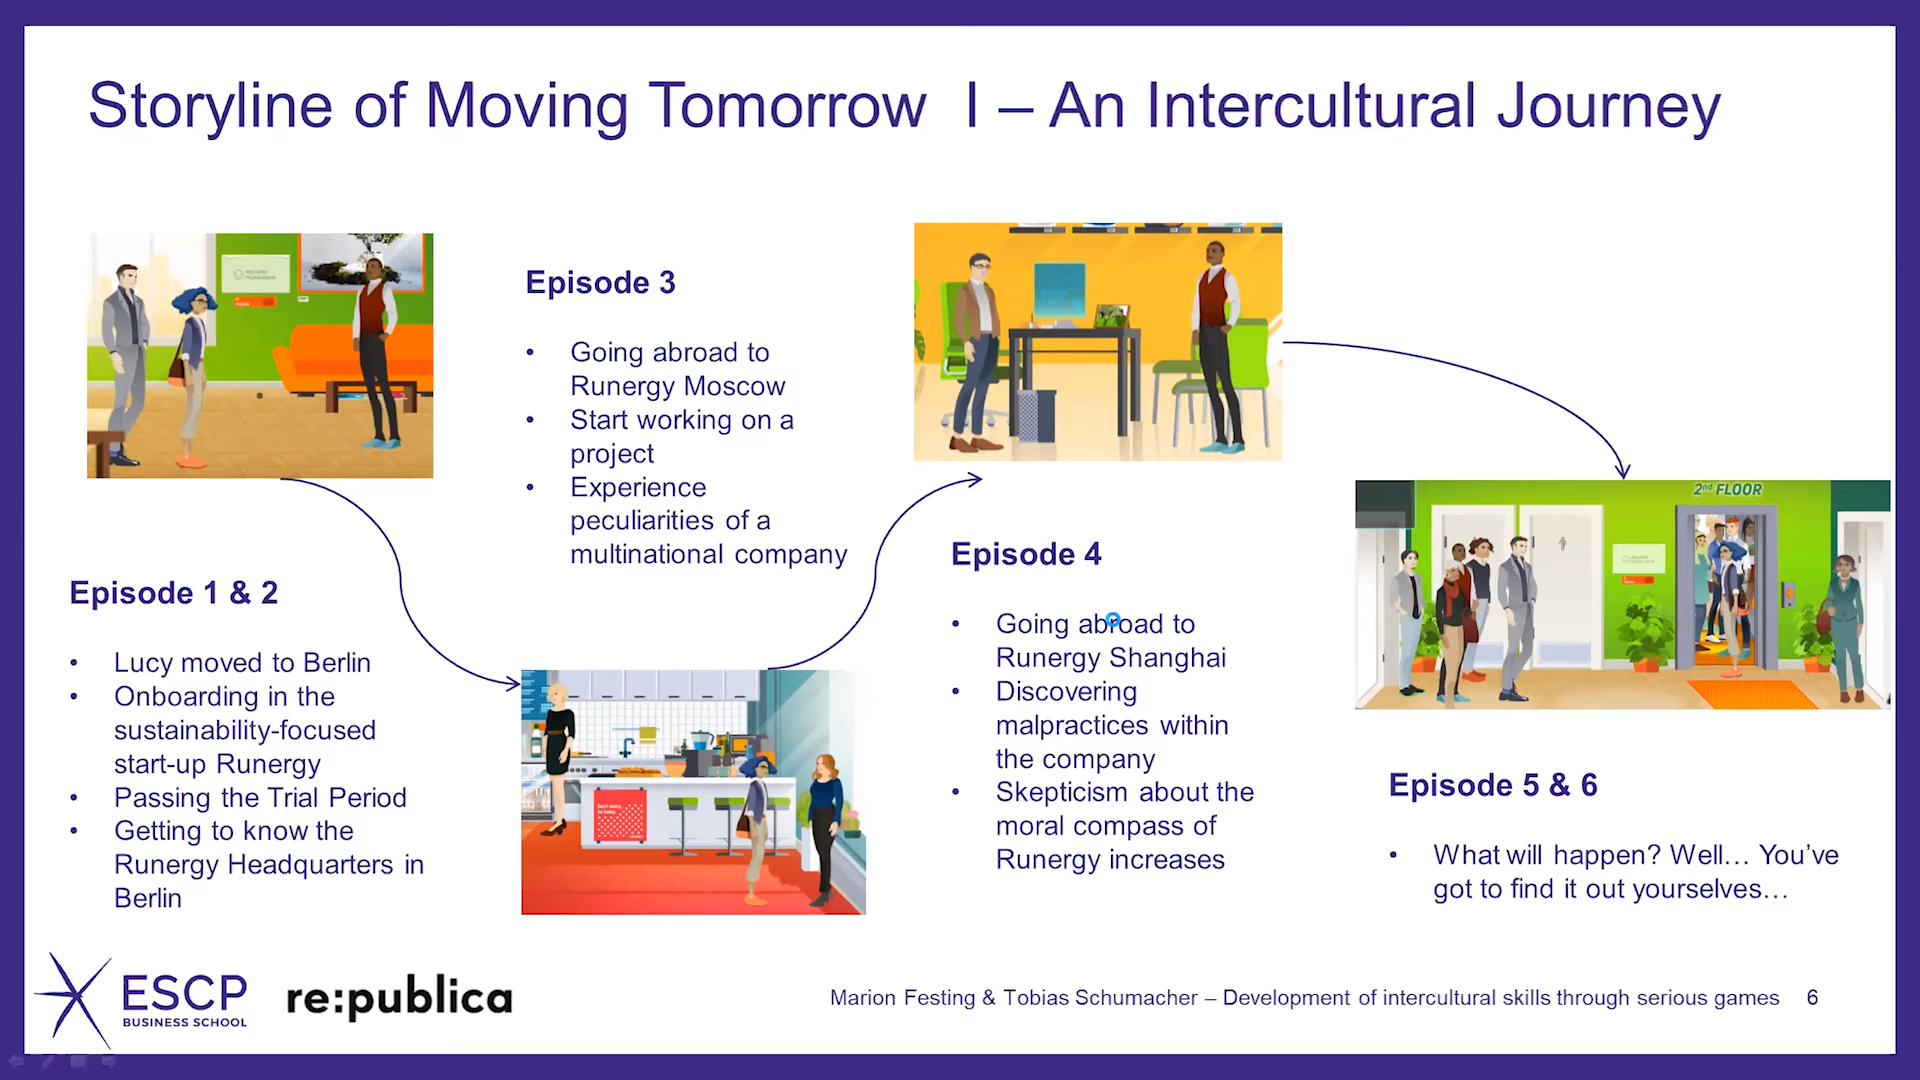 Storyline of Moving Tomorrow I – An Intercultural Journey
Episode 1 & 2
• Lucy moved to Berlin
• Onboarding in the
sustainability-focused
start-up Runergy
• Passing the Trial Period
• Getting to know the
Runergy Headquarters in
Berlin
Episode 3
• Going abroad to
Runergy Moscow
• Start working on a
project
• Experience
peculiarities of a
multinational company
Episode 4
• Going abroad to
Runergy Shanghai
• Discovering
malpractices within
the company
• Skepticism about the
moral compass of
Runergy increases
2nd FLOOR
Episode 5 & 6
• What will happen? Well… You’ve
got to find it out yourselves…
ESCP
BUSINESS SCHOOL
re:publica
Marion Festing & Tobias Schumacher – Development of intercultural skills through serious games 6